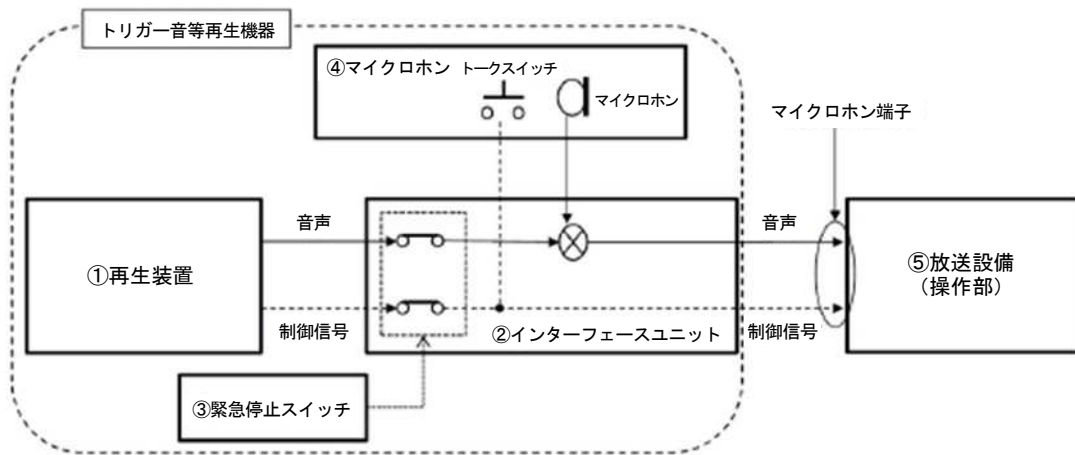 トリガー音等再生機器
④マイクロホン トークスイッチ
マイクロホン
マイクロホン端子
音声
音声
①再生装置
⑤放送設備
（操作部）
制御信号
②インターフェースユニット
制御信号
③緊急停止スイッチ